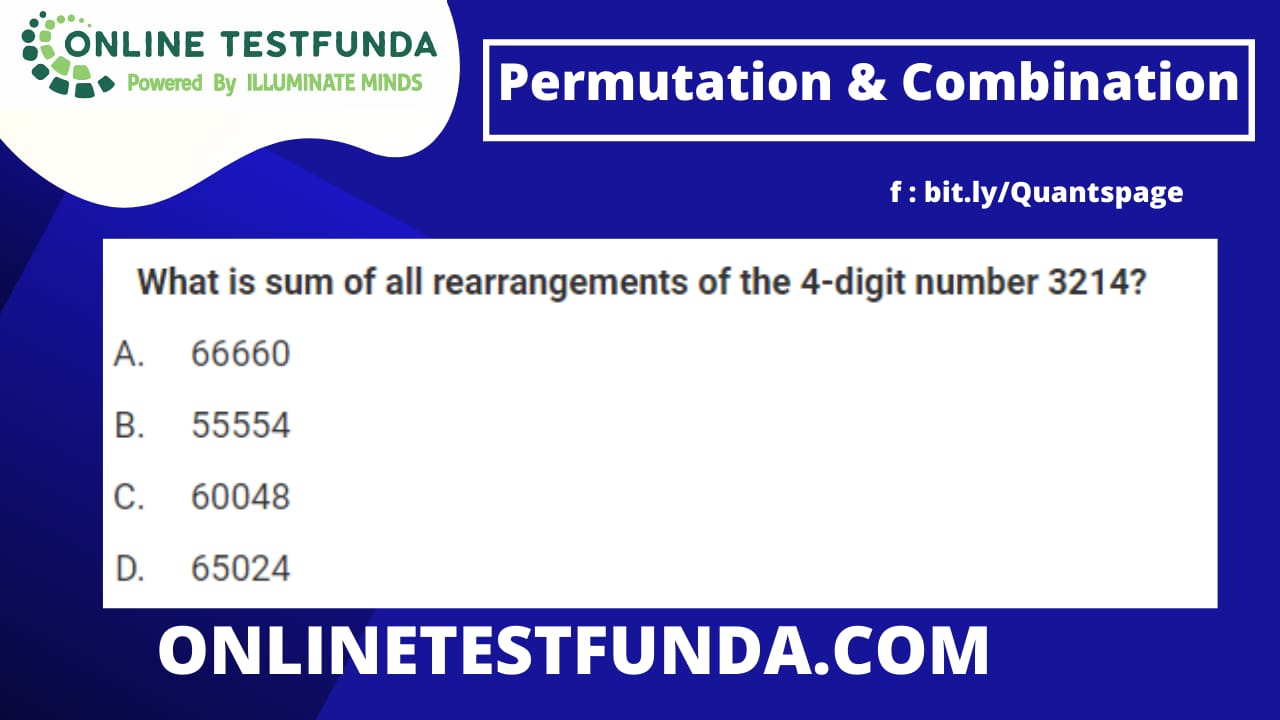 ONLINE TESTFUNDA
Powered By ILLUMINATE MINDS
Permutation & Combination
f : bit.ly/Quantspage
What is sum of all rearrangements of the 4-digit number 3214?
A. 66660
B. 55554
C. 60048
D. 65024
ONLINETESTFUNDA.COM